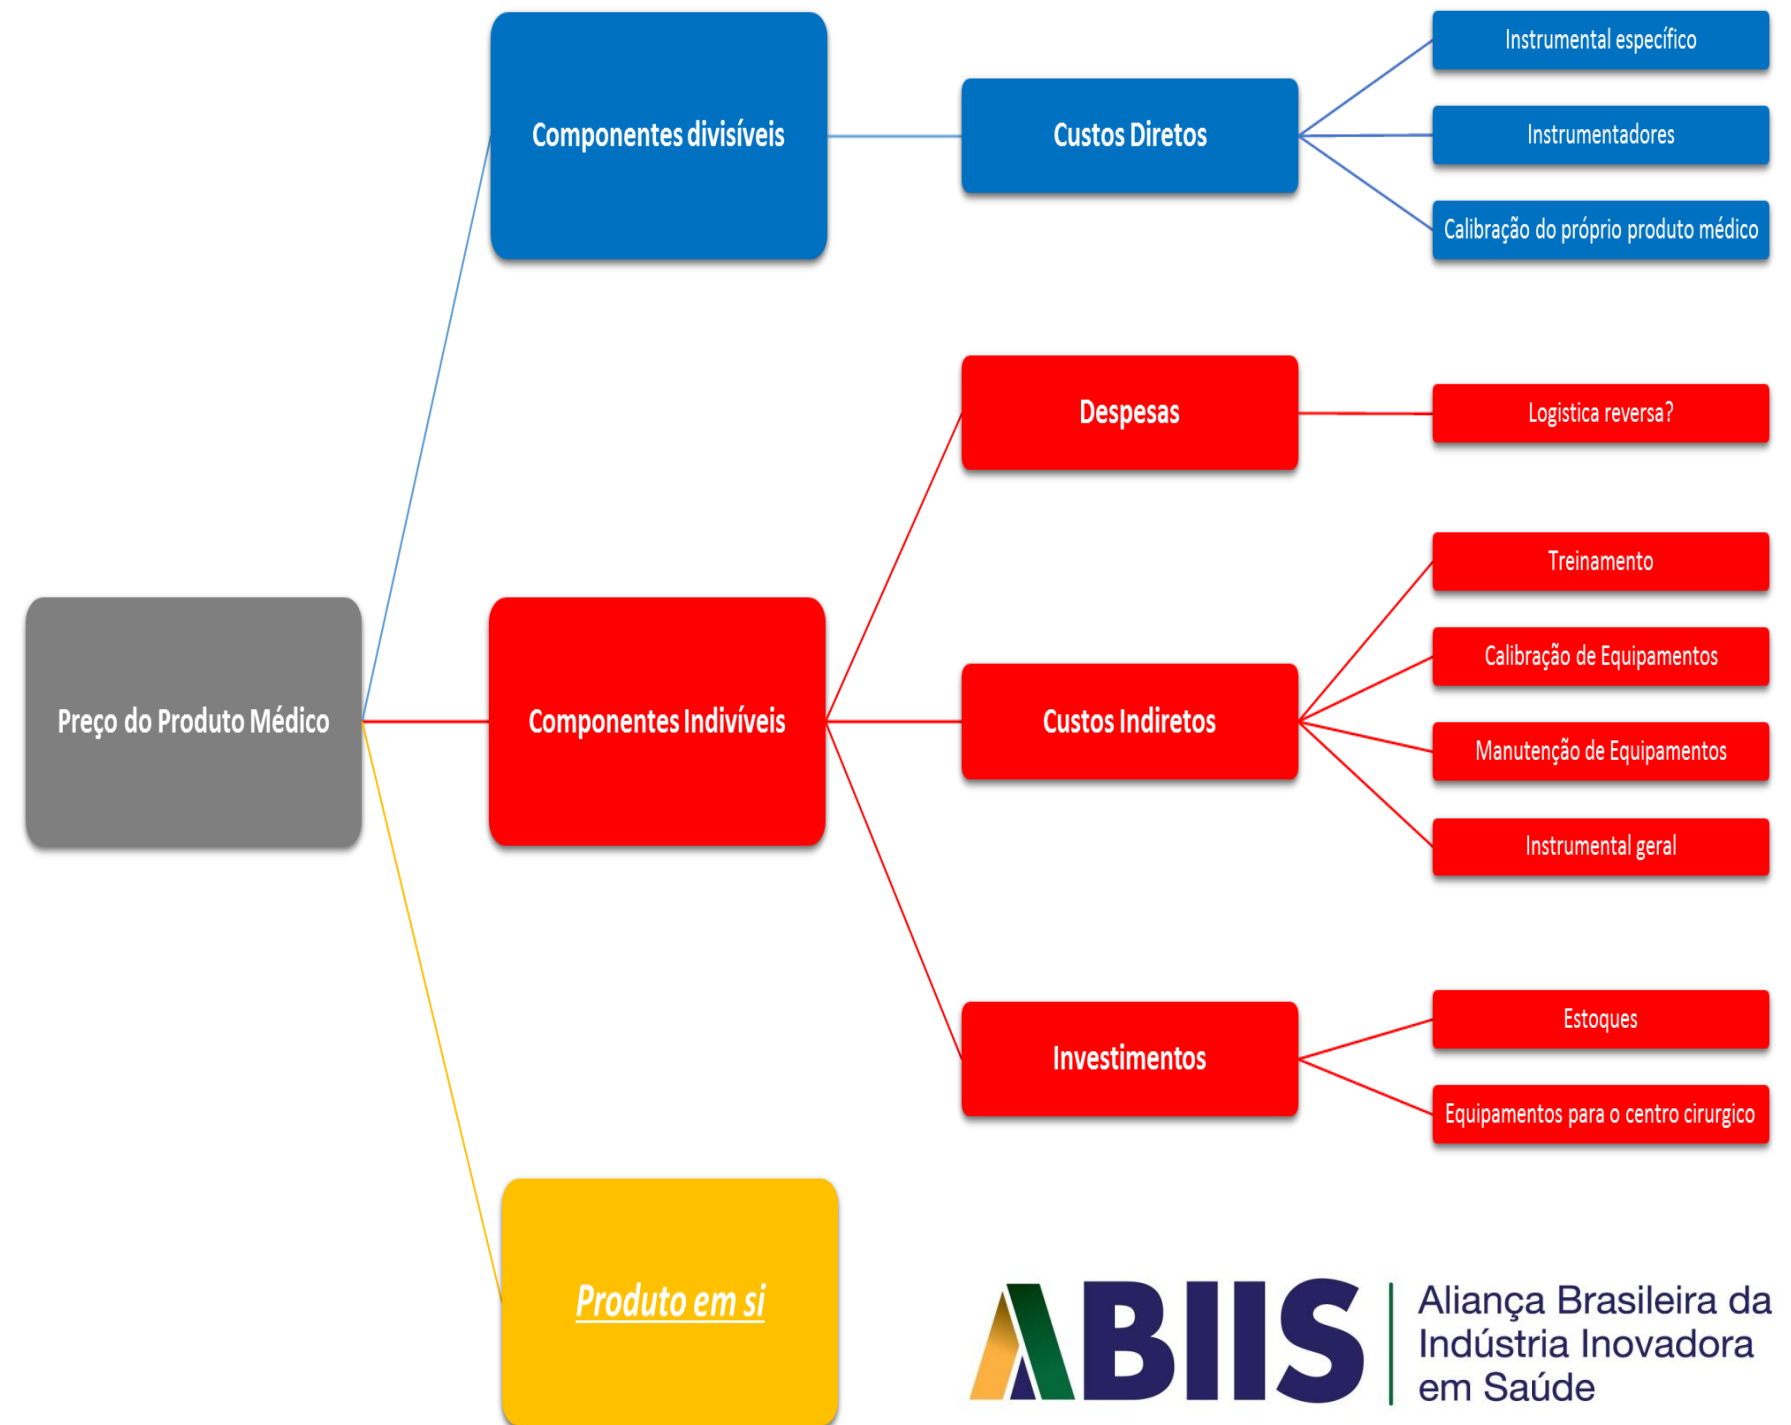 Componentes divisíveis
Custos Diretos
Instrumental específico
Instrumentadores
Calibração do próprio produto médico
Preço do Produto Médico
Componentes Indivíveis
Despesas
Logistica reversa?
Custos Indiretos
Treinamento
Calibração de Equipamentos
Manutenção de Equipamentos
Instrumental geral
Investimentos
Estoques
Equipamentos para o centro cirurgico
Produto em si
ABIIS
Aliança Brasileira da
Indústria Inovadora
em Saúde